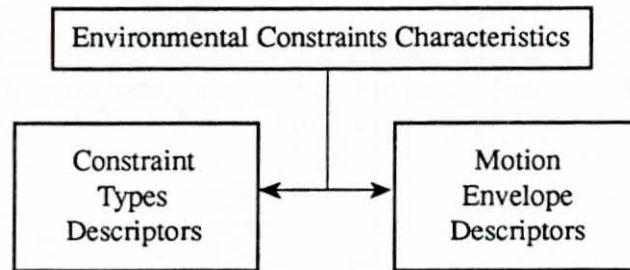 Environmental Constraints Characteristics
Constraint
Types
Descriptors
Motion
Envelope
Descriptors